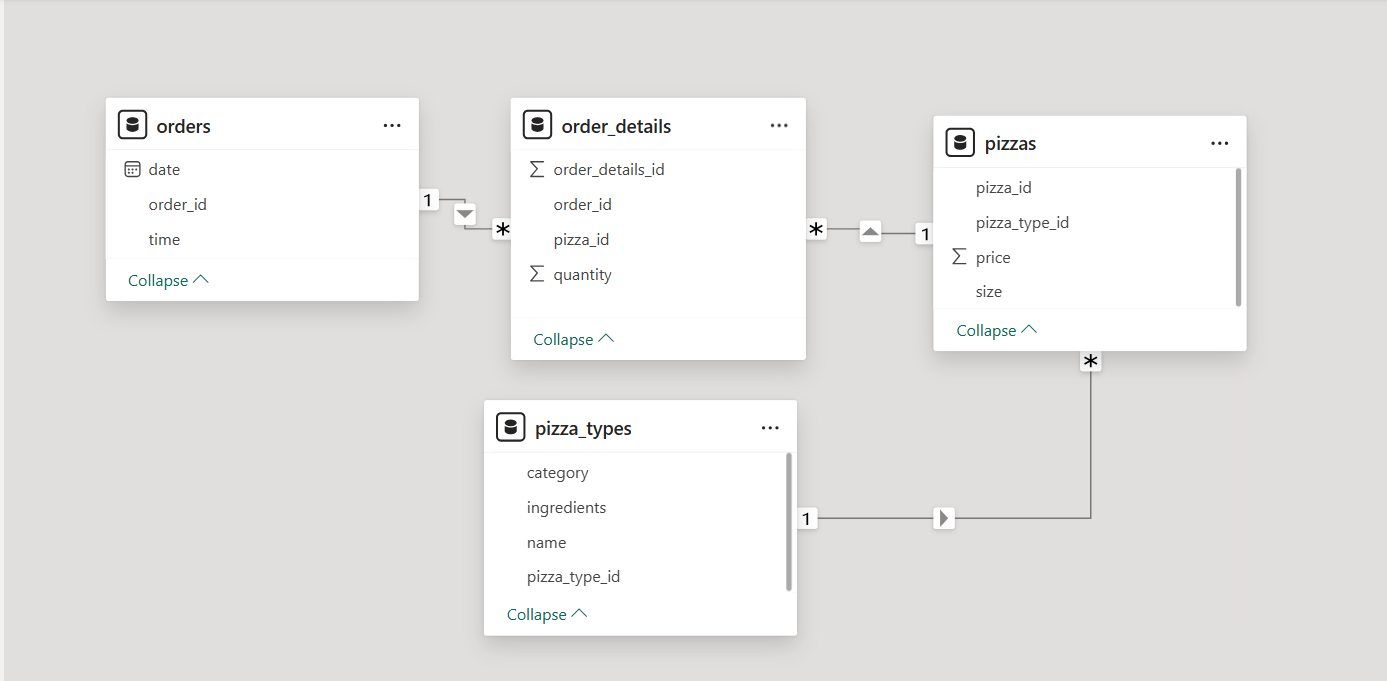 orders
date
order_id
time
Collapse
1
*
order_details
order_details_id
order_id
pizza_id
quantity
Collapse
*
1
pizzas
pizza_id
pizza_type_id
price
size
Collapse
*
pizza_types
category
ingredients
name
pizza_type_id
Collapse
1